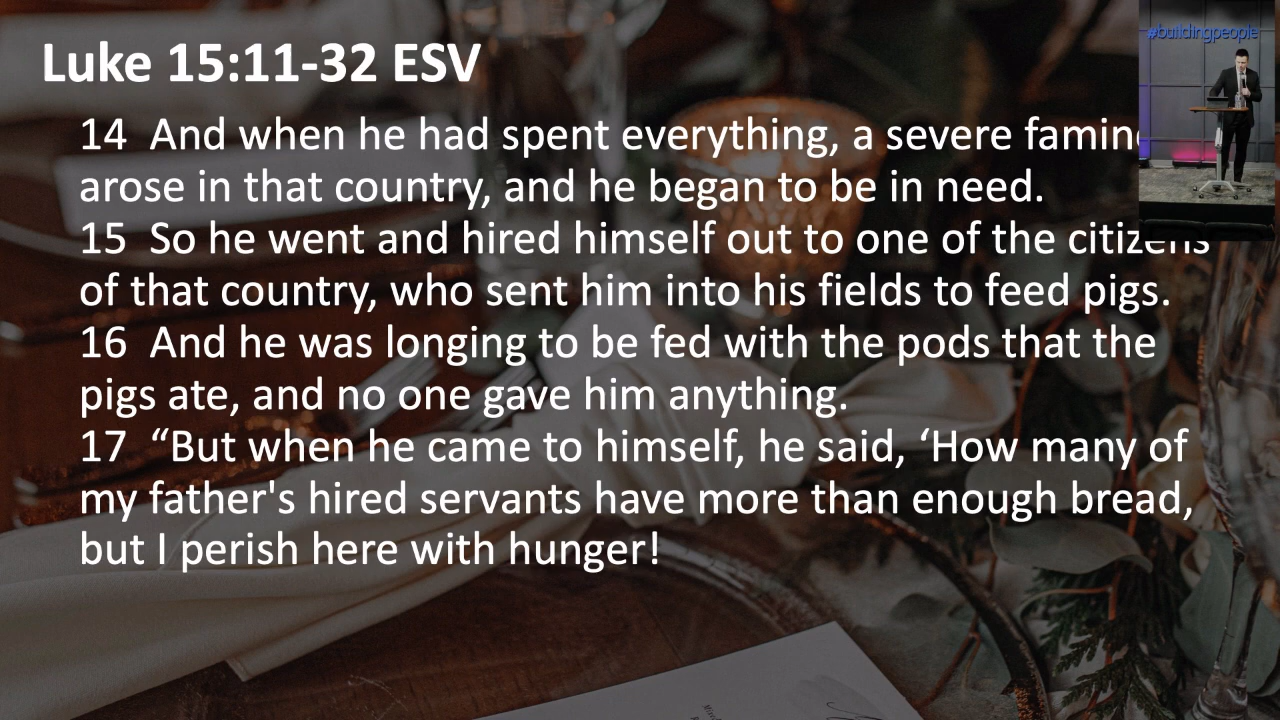 Luke 15:11-32 ESV
#buildingpeople
14 And when he had spent everything, a severe famine
arose in that country, and he began to be in need.
15 So he went and hired himself out to one of the citizens
of that country, who sent him into his fields to feed pigs.
16 And he was longing to be fed with the pods that the
pigs ate, and no one gave him anything.
17 “But when he came to himself, he said, ‘How many of
my father's hired servants have more than enough bread,
but I perish here with hunger!